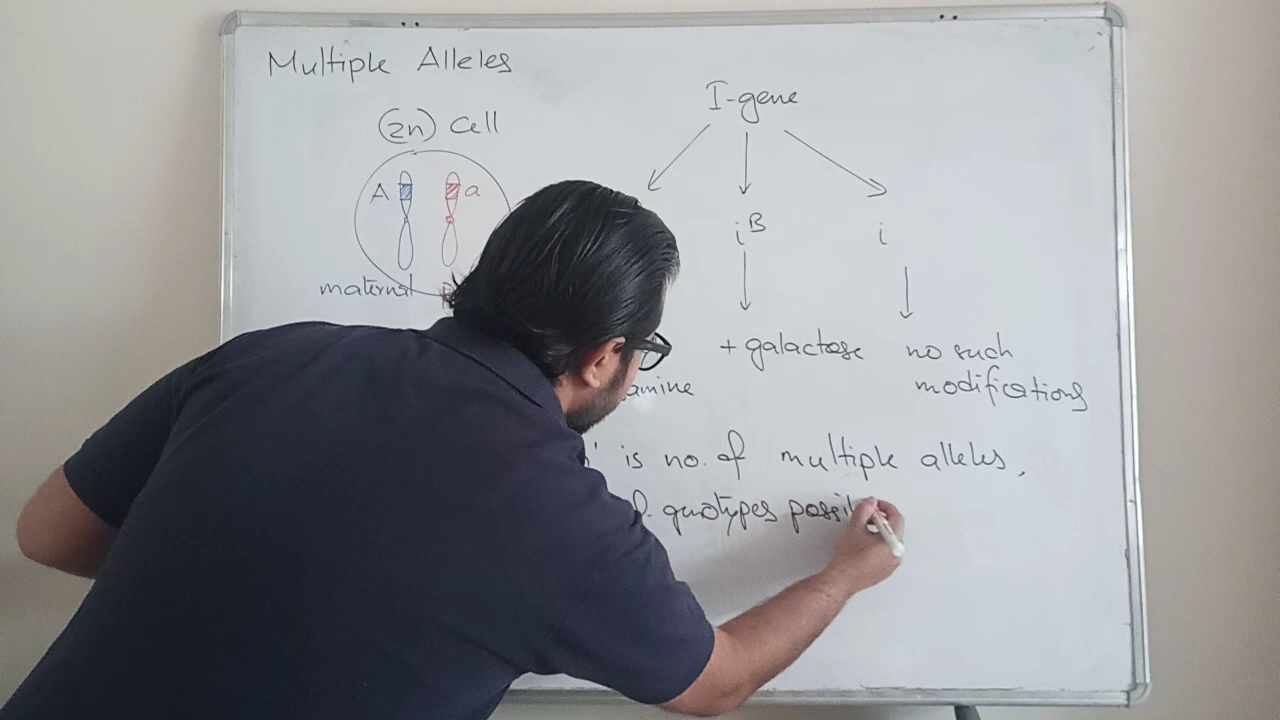 Multiple Alleles
I-gene
(2n) Cell
A a
i^B i
maternal
+ galactose no such
amine modifications
is no. of multiple alleles,
genotypes possi